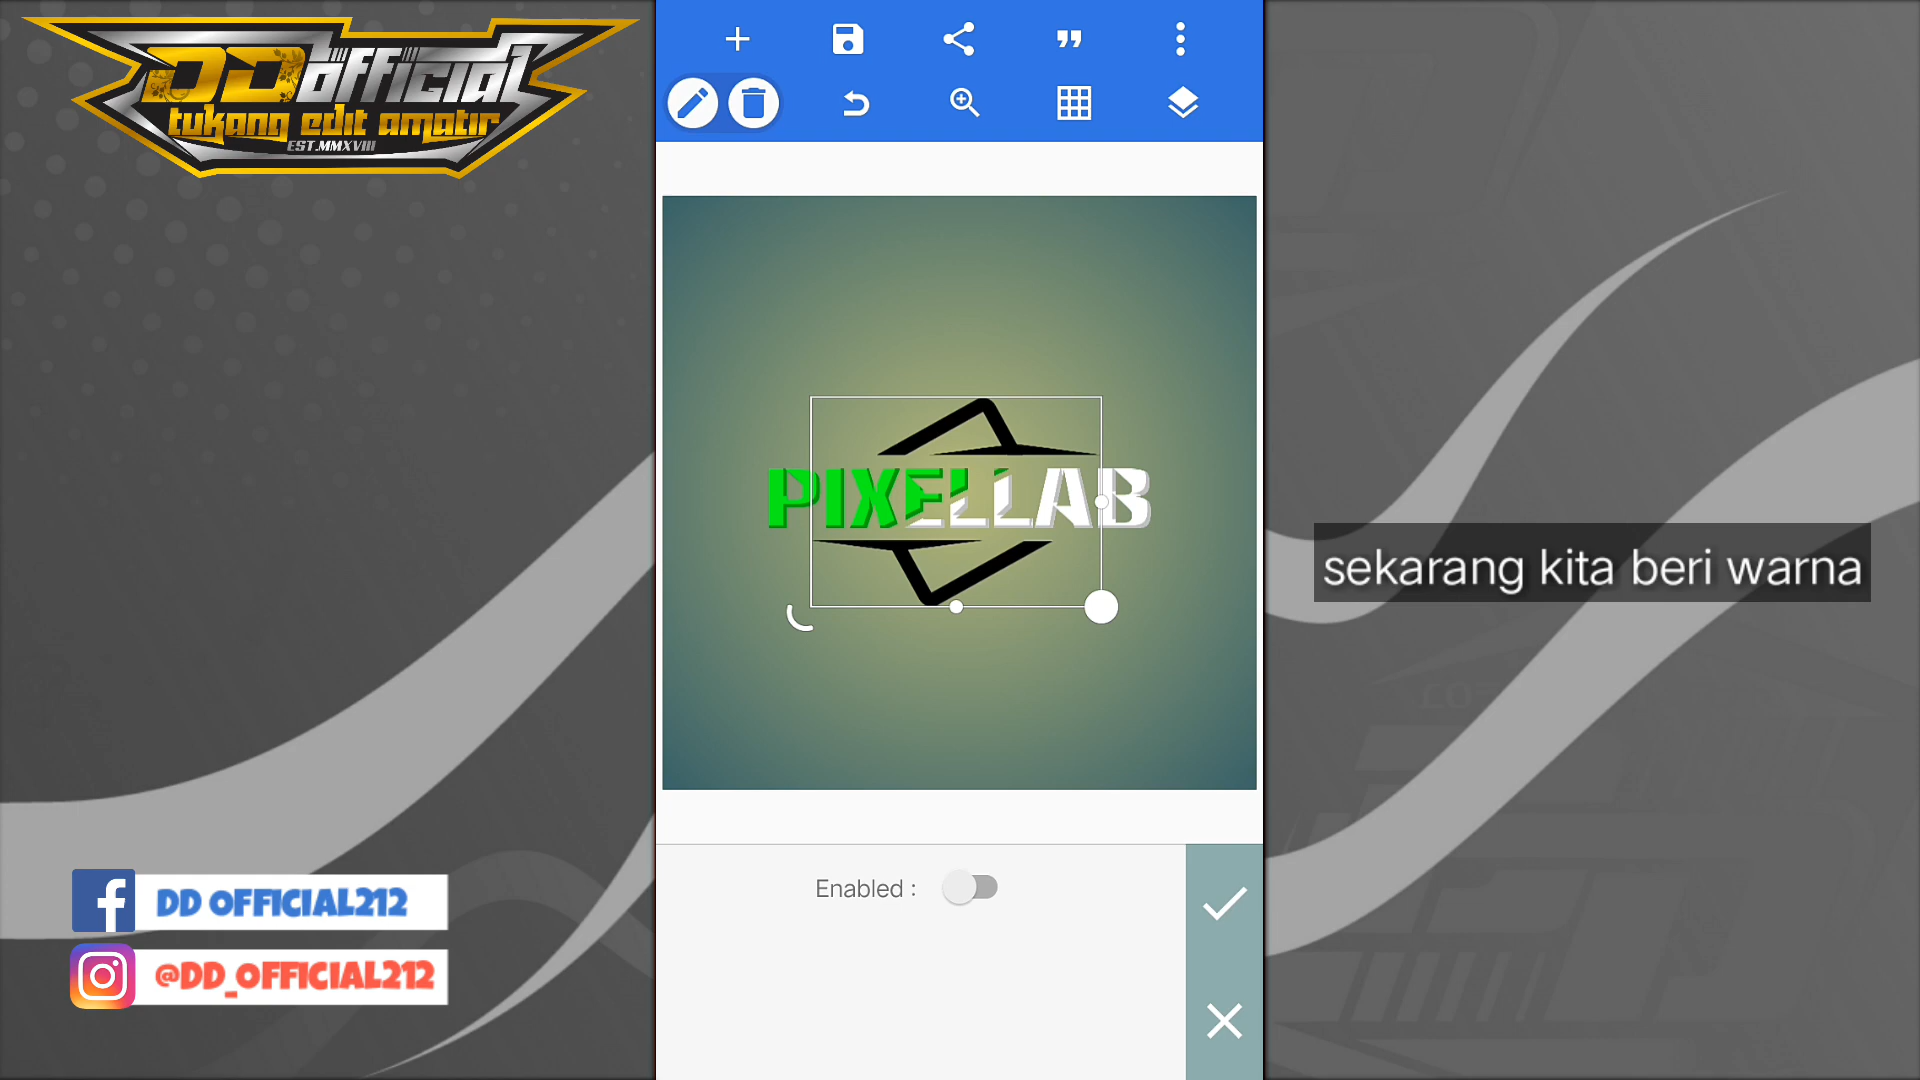 DD official
tukang edit amatir
EST.MMXVIII
PIXELLAB
sekarang kita beri warna
Enabled :
DD OFFICIAL212
@DD_OFFICIAL212